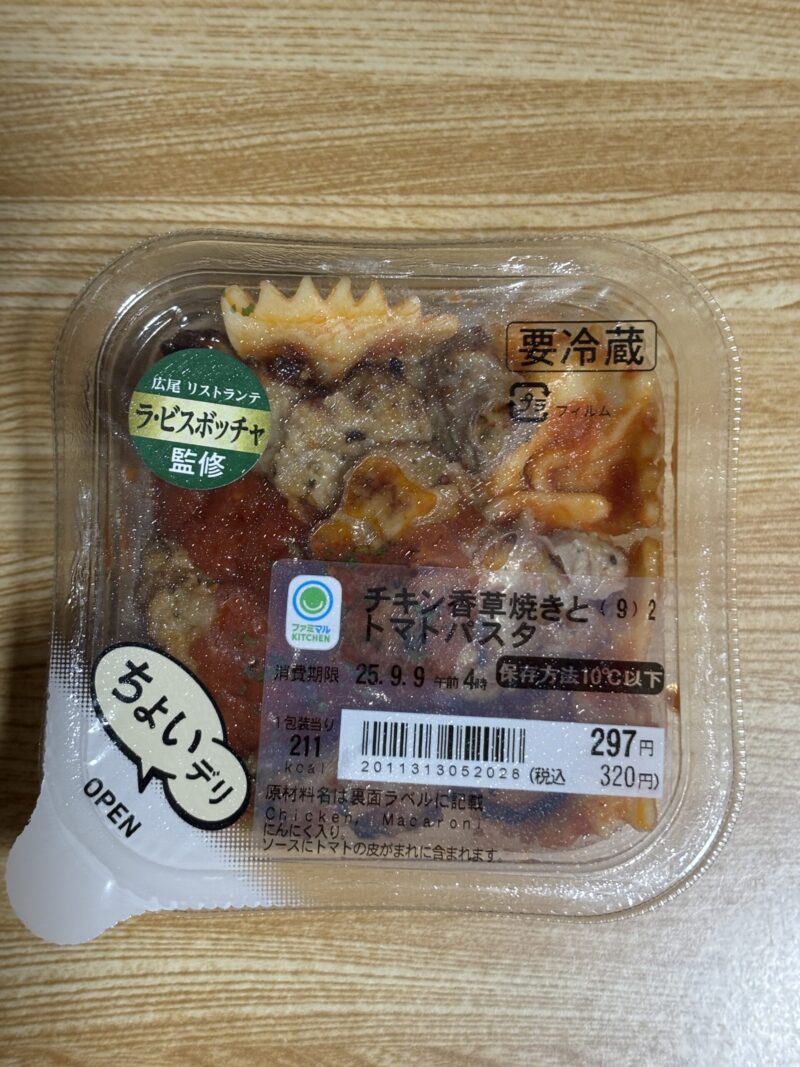 要冷蔵
プラ
フィルム
広尾 リストランテ
ラ・ビスボッチャ
監修
ファミマル
KITCHEN
チキン香草焼きと(9)2
トマトパスタ
消費期限 25.9.9 午前4時 保存方法10℃以下
1包装当り
211
kcal
297円
2011313052028 (税込 320円)
原材料名は裏面ラベルに記載
Chicken, Macaroni
にんにく入り。
ソースにトマトの皮がまれに含まれます。
ちょい
デリ
OPEN